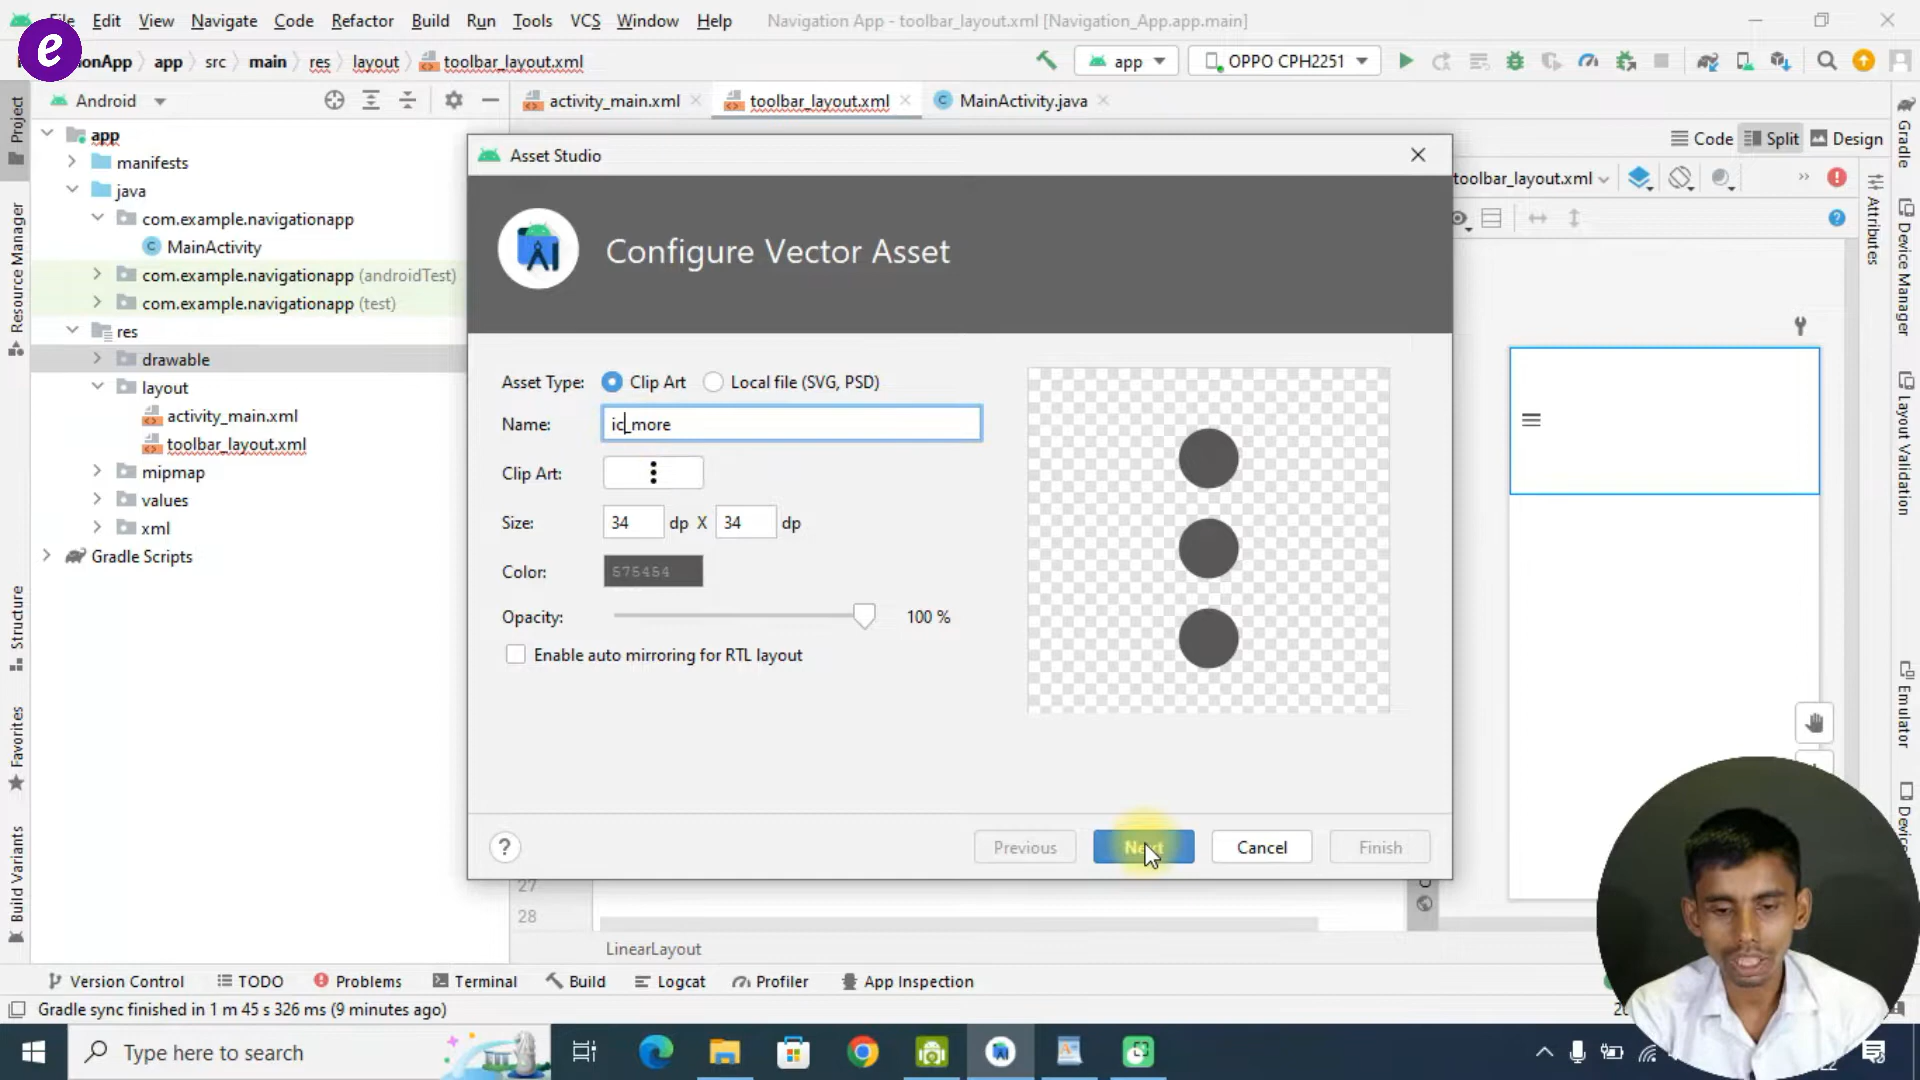 e
File Edit View Navigate Code Refactor Build Run Tools VCS Window Help Navigation App - toolbar_layout.xml [Navigation_App.app.main]
onApp app src main res layout toolbar_layout.xml app OPPO CPH2251
Android activity_main.xml toolbar_layout.xml MainActivity.java
Project
Resource Manager
Structure
Favorites
Build Variants
app
manifests
java
com.example.navigationapp
MainActivity
com.example.navigationapp (androidTest)
com.example.navigationapp (test)
res
drawable
layout
activity_main.xml
toolbar_layout.xml
mipmap
values
xml
Gradle Scripts
Asset Studio
Configure Vector Asset
Asset Type: Clip Art Local file (SVG, PSD)
Name: ic_more
Clip Art:
Size: 34 dp X 34 dp
Color: 575454
Opacity: 100 %
Enable auto mirroring for RTL layout
? Previous Next Cancel Finish
27
28
LinearLayout
Code Split Design
toolbar_layout.xml
Attributes
Gradle
Device Manager
Layout Validation
Emulator
Version Control TODO Problems Terminal Build Logcat Profiler App Inspection
Gradle sync finished in 1 m 45 s 326 ms (9 minutes ago)
Type here to search